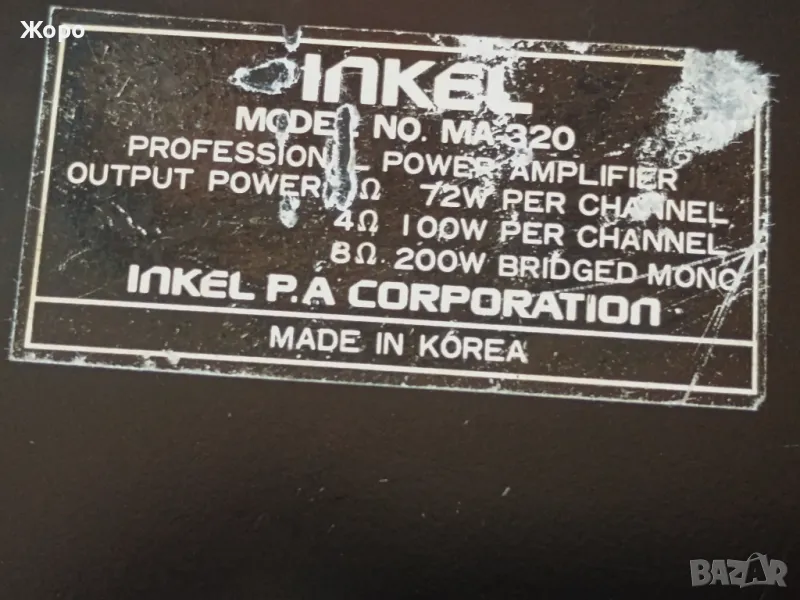 Жоро
INKEL
MODEL NO. MA-320
PROFESSIONAL POWER AMPLIFIER
OUTPUT POWER Ω 72W PER CHANNEL
4Ω 100W PER CHANNEL
8Ω 200W BRIDGED MONO
INKEL P.A CORPORATION
MADE IN KOREA
BAZAR